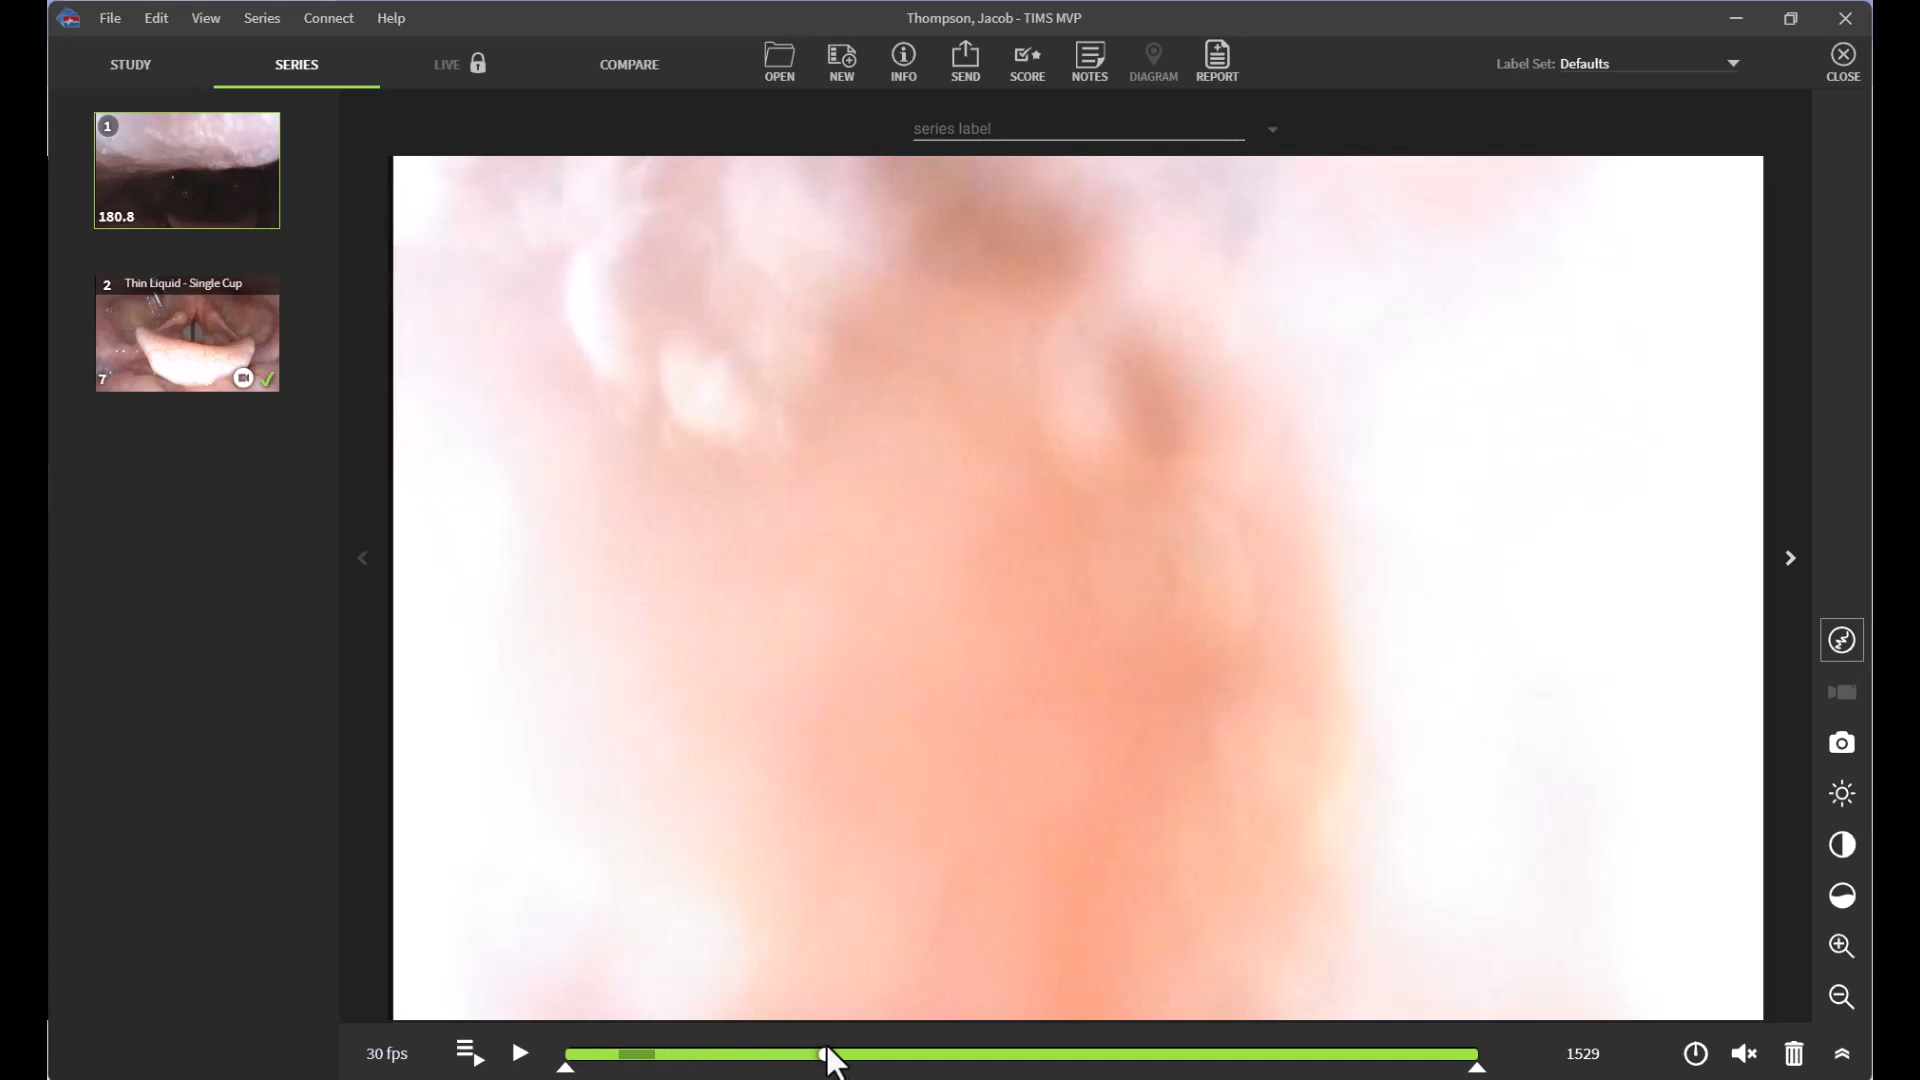 File Edit View Series Connect Help
Thompson, Jacob - TIMS MVP
STUDY SERIES LIVE COMPARE
OPEN NEW INFO SEND SCORE NOTES DIAGRAM REPORT
Label Set: Defaults
CLOSE
series label
1
180.8
2 Thin Liquid - Single Cup
7
30 fps
1529